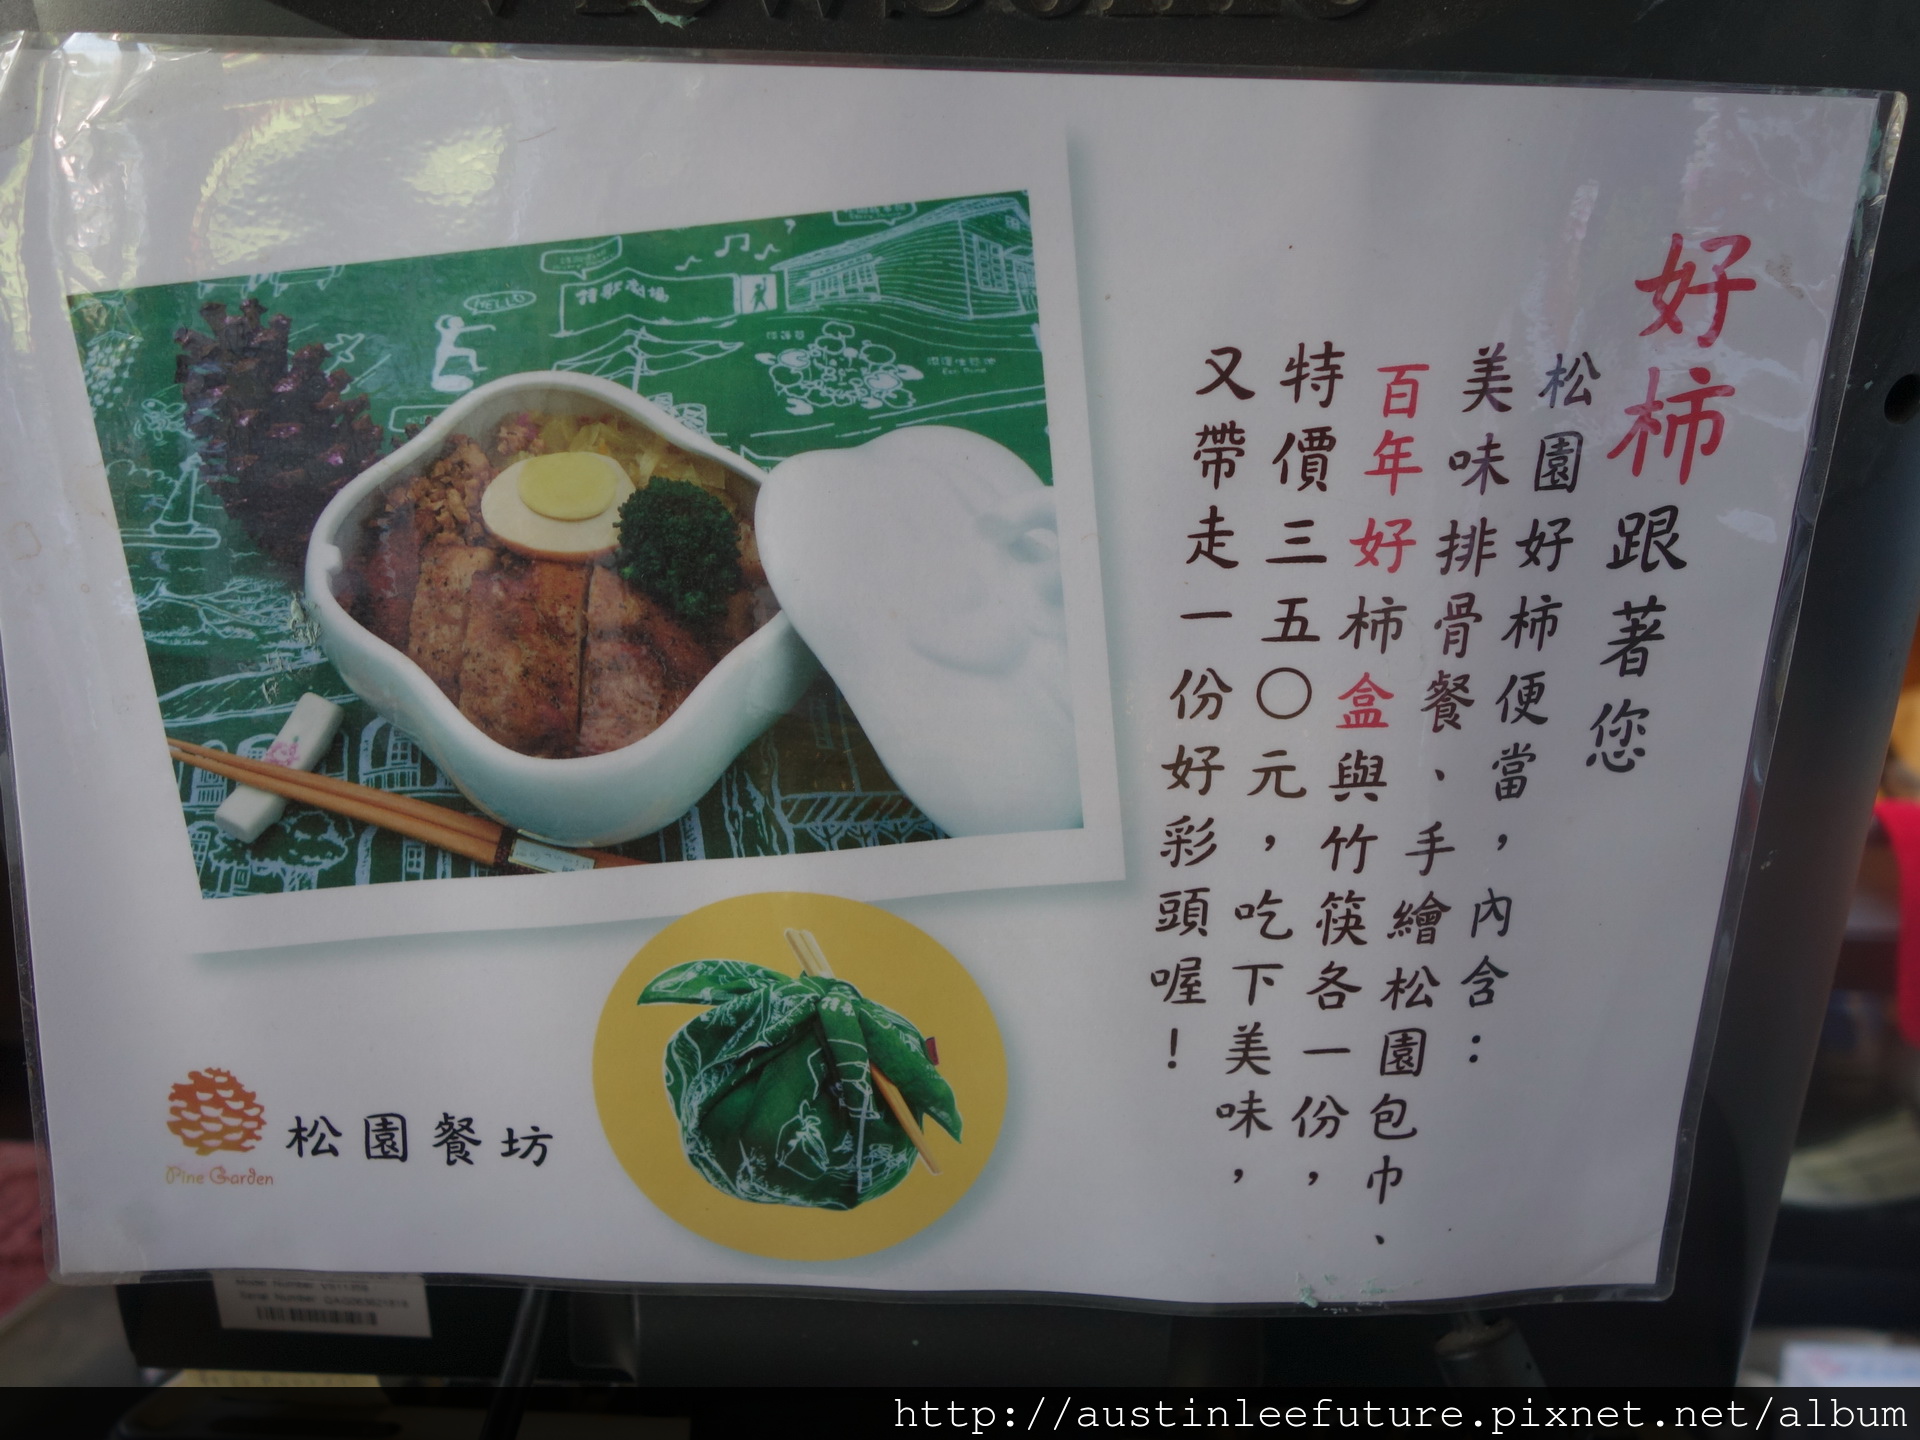 好柿跟著您
松園好柿便當，內含：
美味排骨餐、手繪松園包巾、
百年好柿盒與竹筷各一份，
特價三五〇元，吃下美味，
又帶走一份好彩頭喔！
HELLO
松園餐坊
Pine Garden
http://austinleefuture.pixnet.net/album